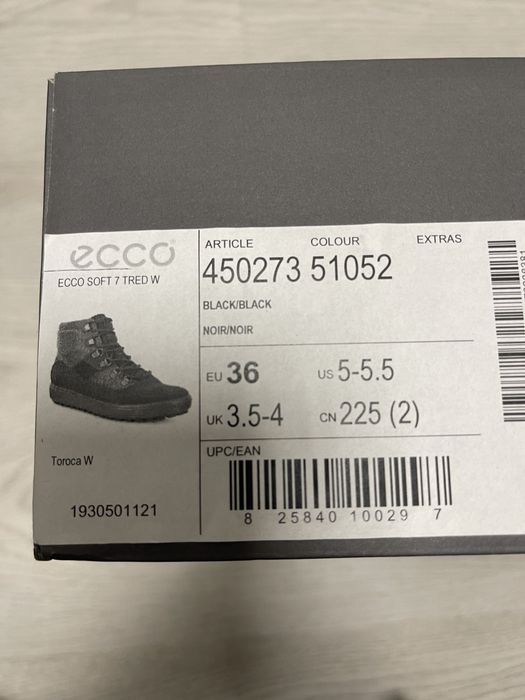 ecco
ECCO SOFT 7 TRED W
Toroca W
1930501121
ARTICLE COLOUR EXTRAS
450273 51052
BLACK/BLACK
NOIR/NOIR
EU 36 US 5-5.5
UK 3.5-4 CN 225 (2)
UPC/EAN
8 25840 10029 7